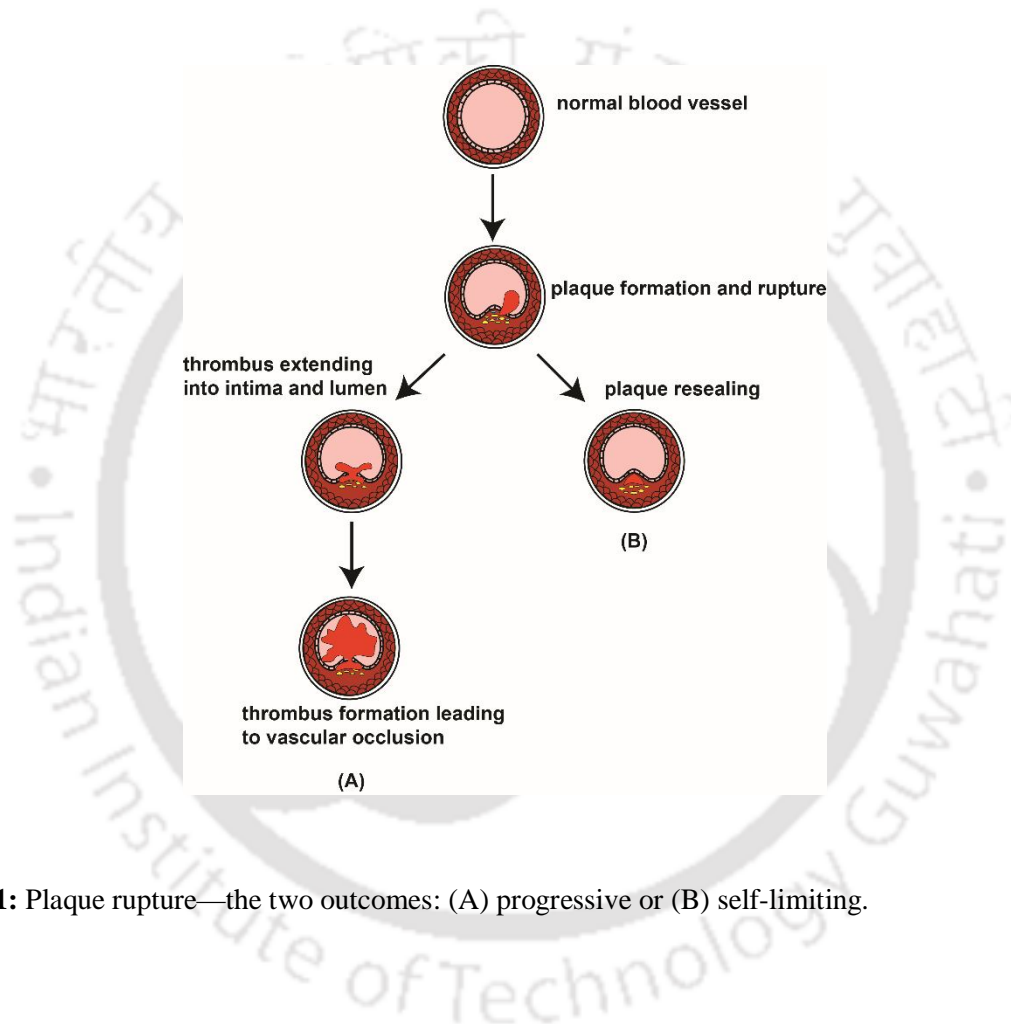 normal blood vessel
plaque formation and rupture
thrombus extending
into intima and lumen
plaque resealing
(B)
thrombus formation leading
to vascular occlusion
(A)
1: Plaque rupture—the two outcomes: (A) progressive or (B) self-limiting.
Indian Institute of Technology Guwahati